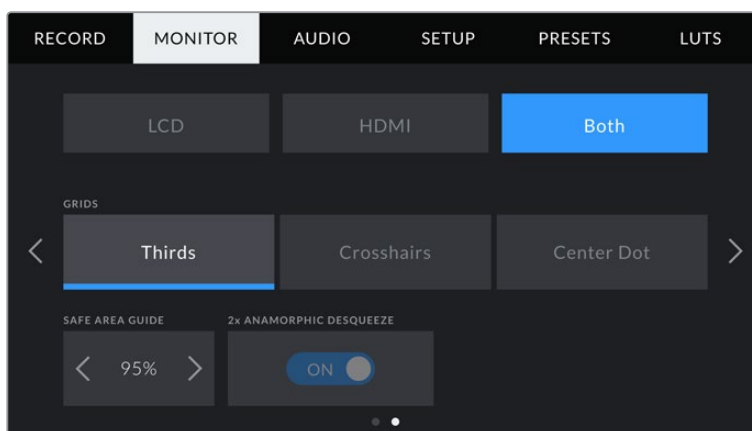 RECORD MONITOR AUDIO SETUP PRESETS LUTS
LCD HDMI Both
GRIDS
Thirds Crosshairs Center Dot
SAFE AREA GUIDE 2x ANAMORPHIC DESQUEEZE
95% ON